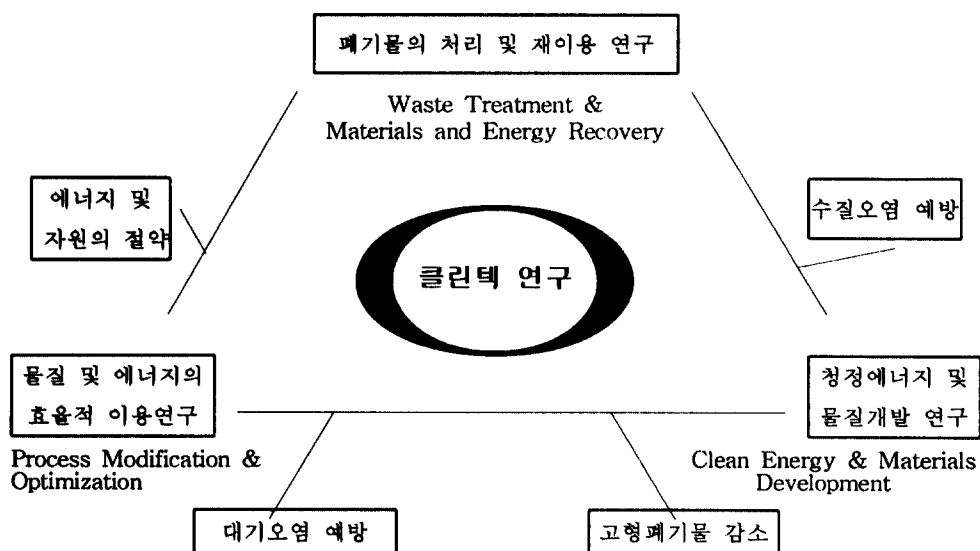 폐기물의 처리 및 재이용 연구
Waste Treatment &
Materials and Energy Recovery
에너지 및
자원의 절약
수질오염 예방
클린텍 연구
물질 및 에너지의
효율적 이용연구
Process Modification &
Optimization
청정에너지 및
물질개발 연구
Clean Energy & Materials
Development
대기오염 예방
고형폐기물 감소